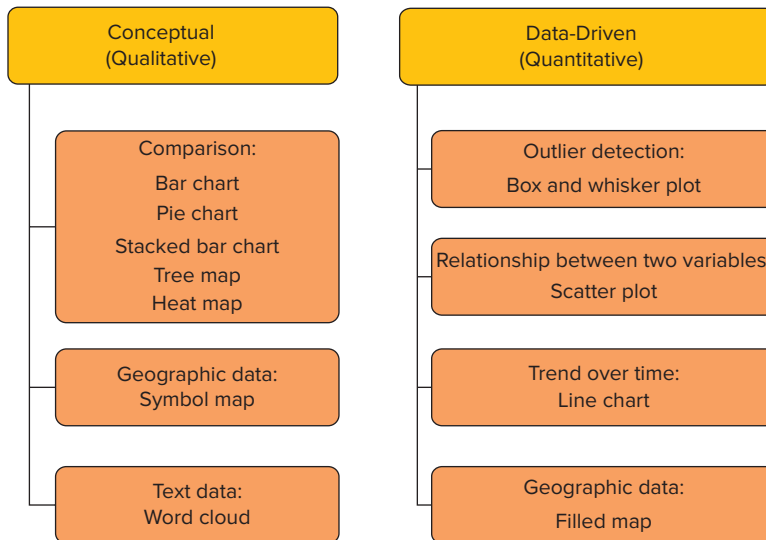 Conceptual
(Qualitative)
Comparison:
Bar chart
Pie chart
Stacked bar chart
Tree map
Heat map
Geographic data:
Symbol map
Text data:
Word cloud
Data-Driven
(Quantitative)
Outlier detection:
Box and whisker plot
Relationship between two variables
Scatter plot
Trend over time:
Line chart
Geographic data:
Filled map